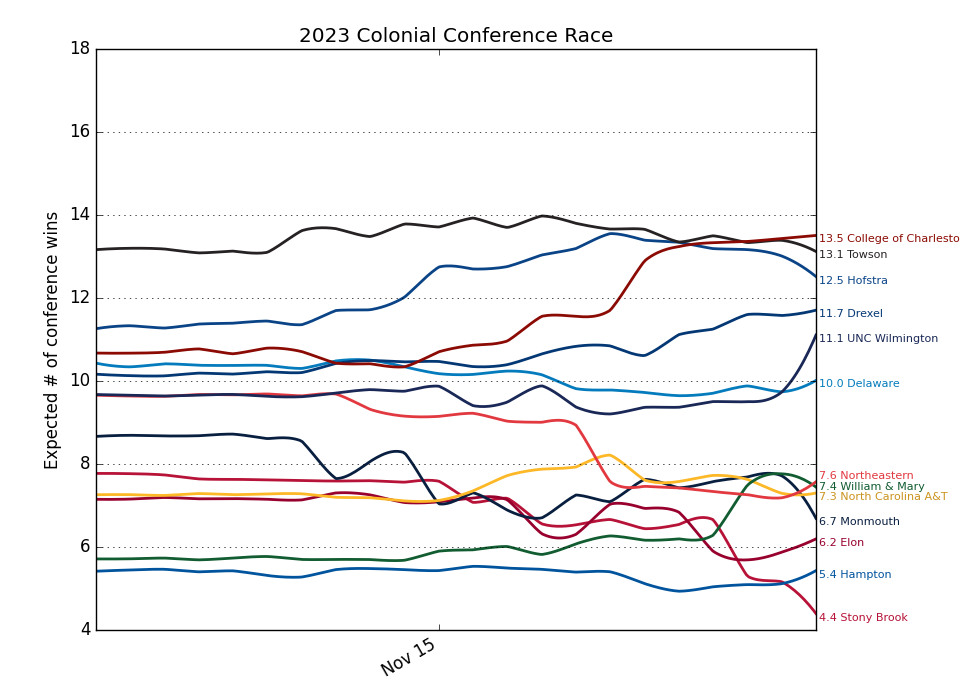 2023 Colonial Conference Race
Expected # of conference wins
18
16
14
12
10
8
6
4
Nov 15
13.5 College of Charlesto
13.1 Towson
12.5 Hofstra
11.7 Drexel
11.1 UNC Wilmington
10.0 Delaware
7.6 Northeastern
7.4 William & Mary
7.3 North Carolina A&T
6.7 Monmouth
6.2 Elon
5.4 Hampton
4.4 Stony Brook